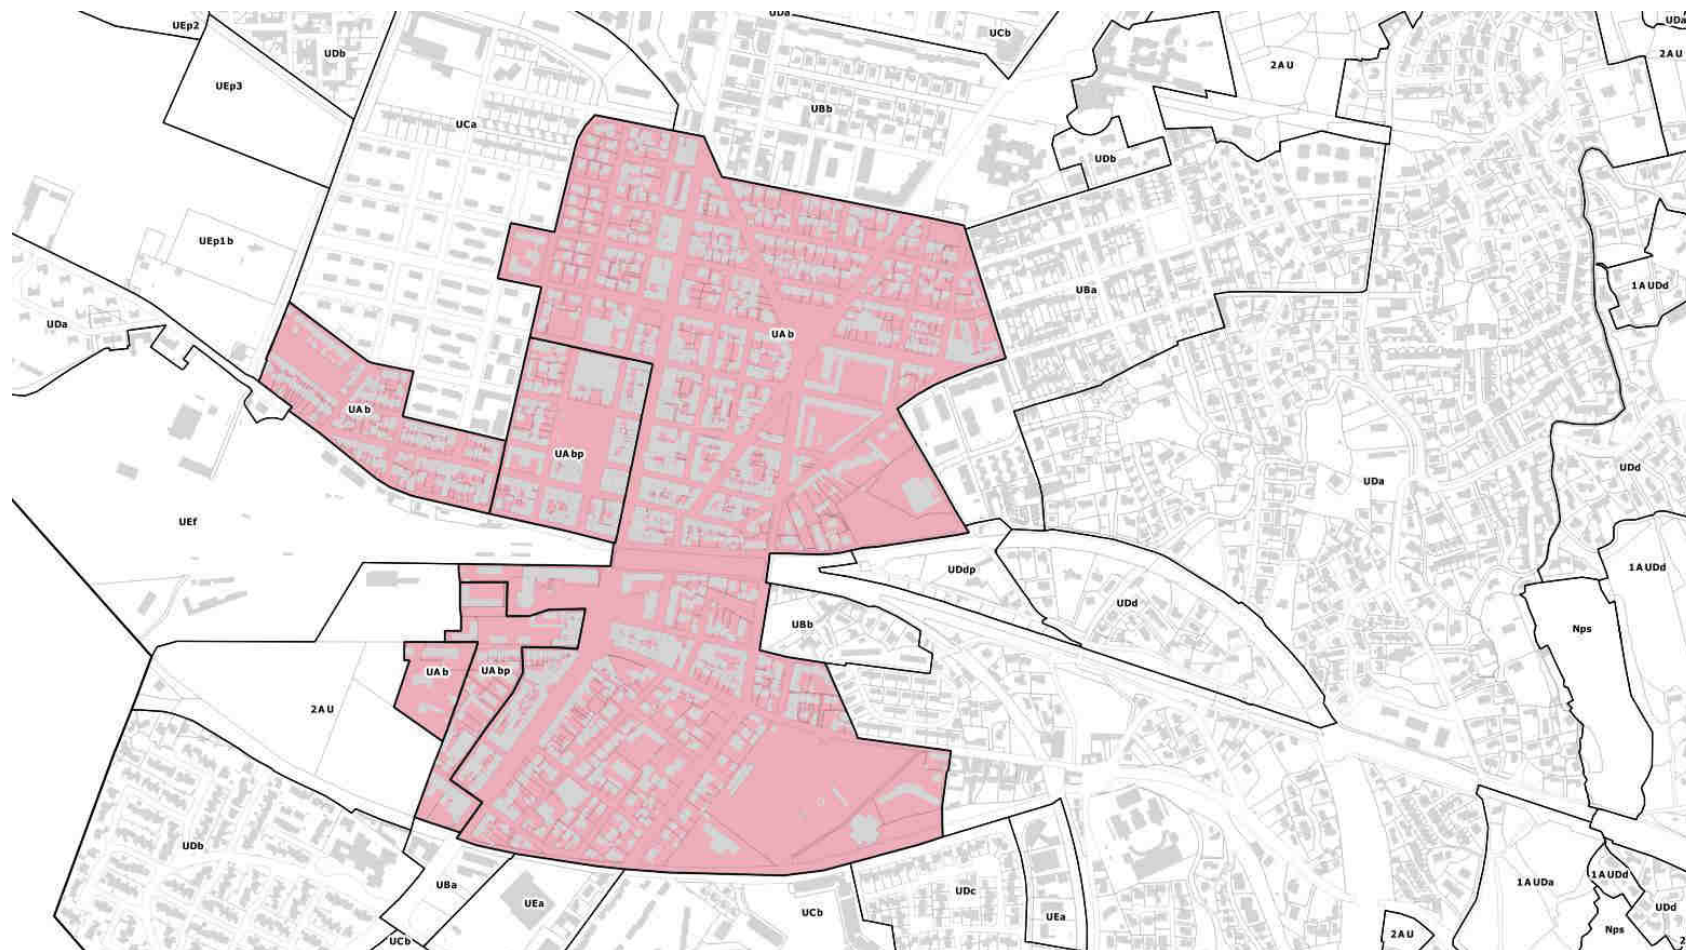 UDa
UEp2
UCb
UDa
UDb
2AU
2AU
UEp3
UBb
UCa
UDb
UEp1b
1AUDd
UBa
UDa
UAb
UAb
UAbp
UDd
UDa
UEf
1AUDd
UDdp
UDd
UBb
Nps
UAb
UAbp
2AU
UDb
1AUDd
UBa
1AUDa
UDc
UEa
UDd
UCb
UEa
Nps
2AU
UCb
2